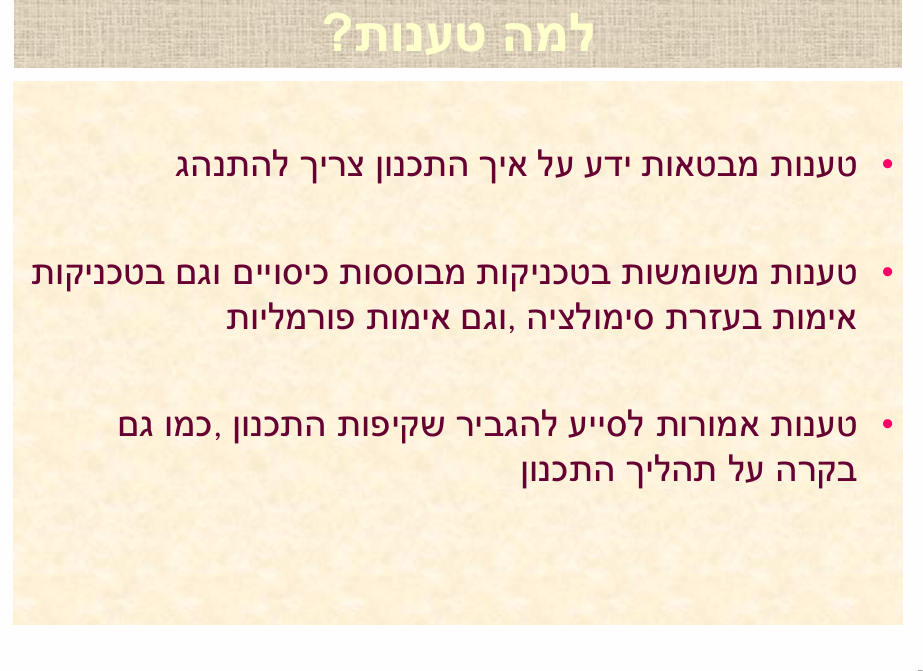 למה טענות?
• טענות מבטאות ידע על איך התכנון צריך להתנהג
• טענות משומשות בטכניקות מבוססות כיסויים וגם בטכניקות
אימות בעזרת סימולציה ,וגם אימות פורמליות
• טענות אמורות לסייע להגביר שקיפות התכנון ,כמו גם
בקרה על תהליך התכנון